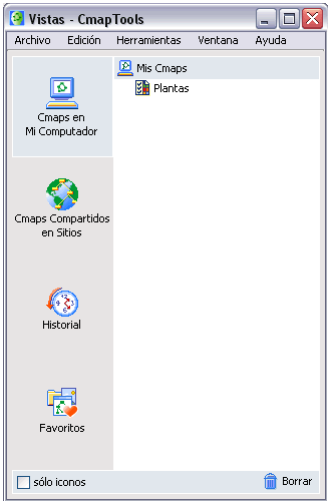 Vistas - CmapTools
Archivo Edición Herramientas Ventana Ayuda
Mis Cmaps
Plantas
Cmaps en
Mi Computador
Cmaps Compartidos
en Sitios
Historial
Favoritos
sólo iconos
Borrar